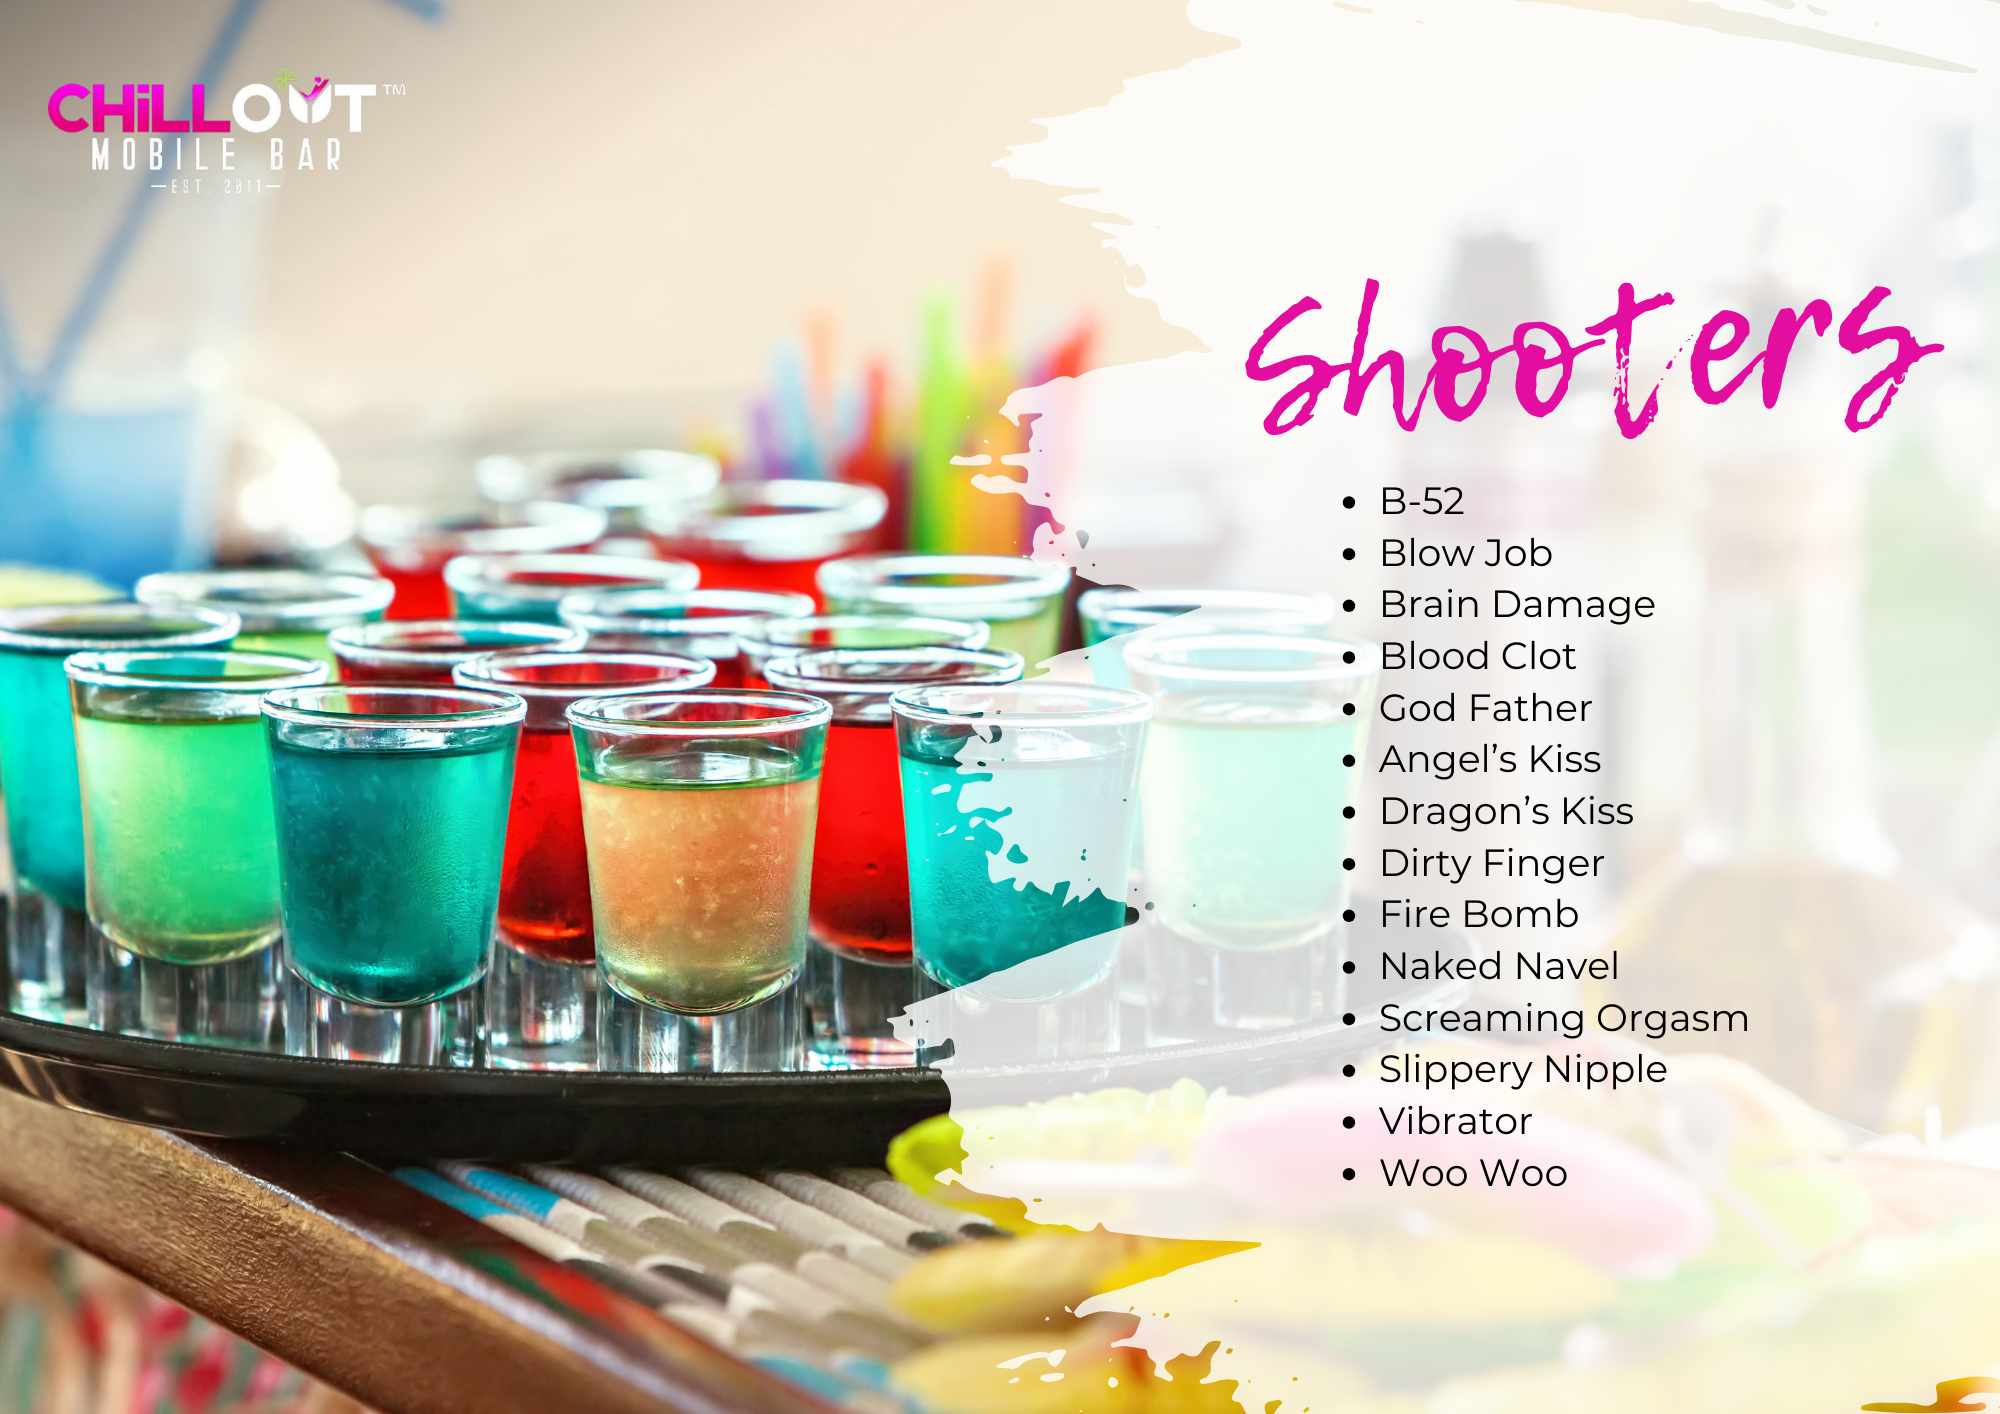 CHiLLOUT™
MOBILE BAR
EST. 2011
Shooters
• B-52
• Blow Job
• Brain Damage
• Blood Clot
• God Father
• Angel’s Kiss
• Dragon’s Kiss
• Dirty Finger
• Fire Bomb
• Naked Navel
• Screaming Orgasm
• Slippery Nipple
• Vibrator
• Woo Woo